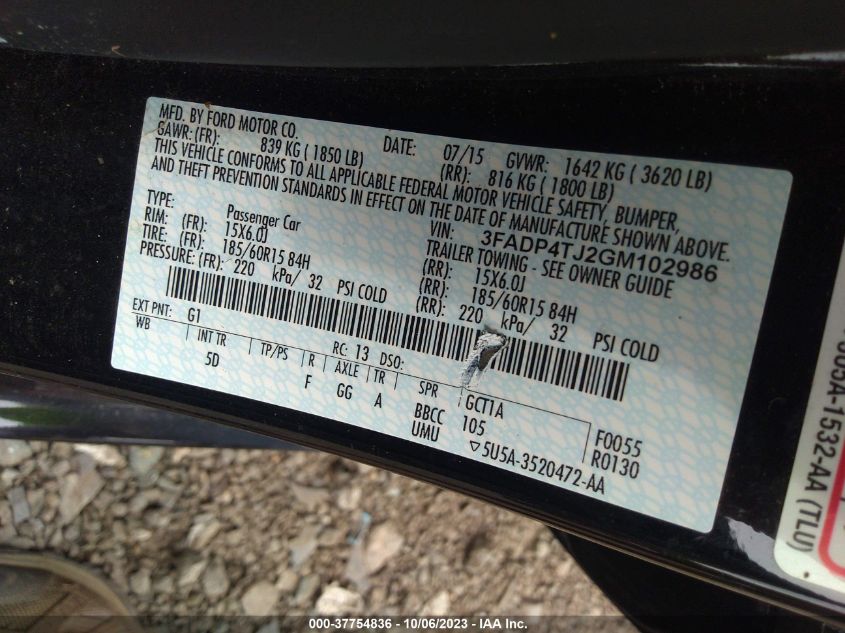 MFD. BY FORD MOTOR CO.
DATE: 07/15 GVWR: 1642 KG ( 3620 LB)
GAWR: (FR): 839 KG ( 1850 LB) (RR): 816 KG ( 1800 LB)
THIS VEHICLE CONFORMS TO ALL APPLICABLE FEDERAL MOTOR VEHICLE SAFETY, BUMPER,
AND THEFT PREVENTION STANDARDS IN EFFECT ON THE DATE OF MANUFACTURE SHOWN ABOVE.
VIN: 3FADP4TJ2GM102986
TYPE: Passenger Car TRAILER TOWING - SEE OWNER GUIDE
RIM: (FR): 15X6.0J (RR): 15X6.0J
TIRE: (FR): 185/60R15 84H (RR): 185/60R15 84H
PRESSURE: (FR): 220 kPa/ 32 PSI COLD (RR): 220 kPa/ 32 PSI COLD
EXT PNT: G1 RC: 13 DSO:
WB INT TR TP/PS R AXLE TR SPR GCT1A F0055
5D F GG A BBCC 105 R0130
UMU ▽5U5A-3520472-AA
5A-1532-AA (TLU)
000-37754836 - 10/06/2023 - IAA Inc.